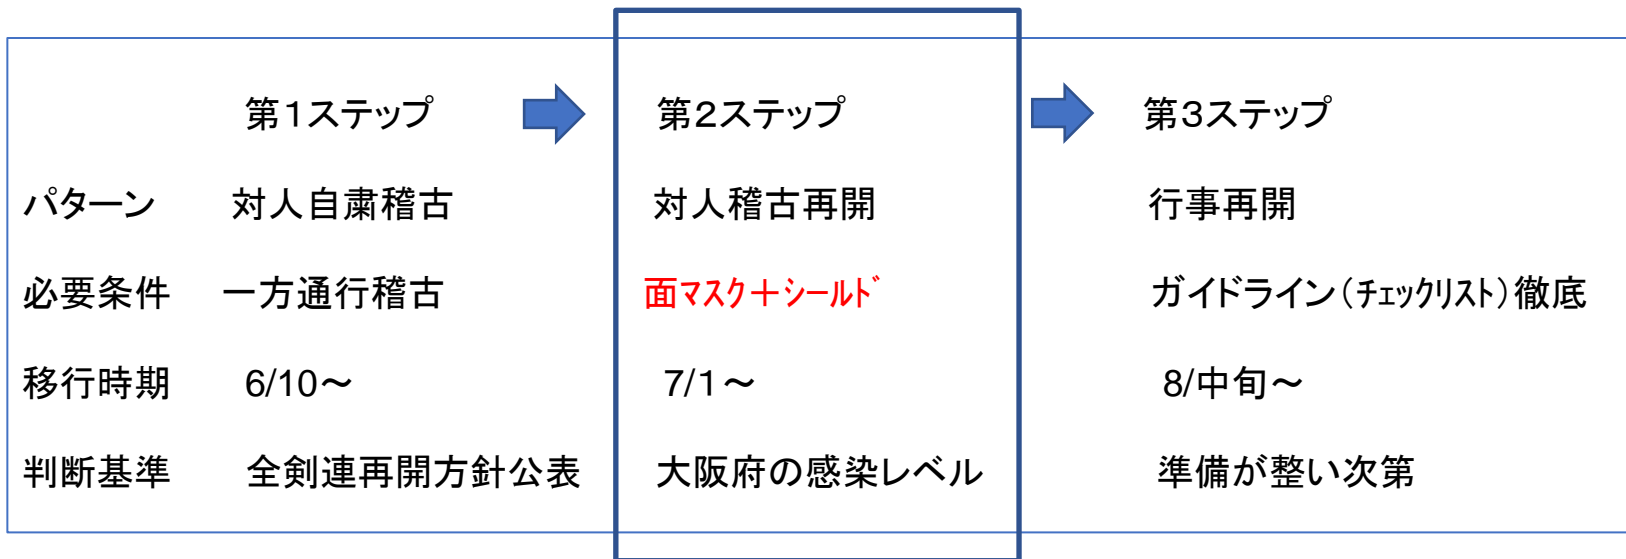 第１ステップ 第２ステップ 第３ステップ
パターン 対人自粛稽古 対人稽古再開 行事再開
必要条件 一方通行稽古 面ﾏｽｸ＋ｼｰﾙﾄﾞ ガイドライン（ﾁｪｯｸﾘｽﾄ）徹底
移行時期 6/10～ 7/１～ 8/中旬～
判断基準 全剣連再開方針公表 大阪府の感染レベル 準備が整い次第